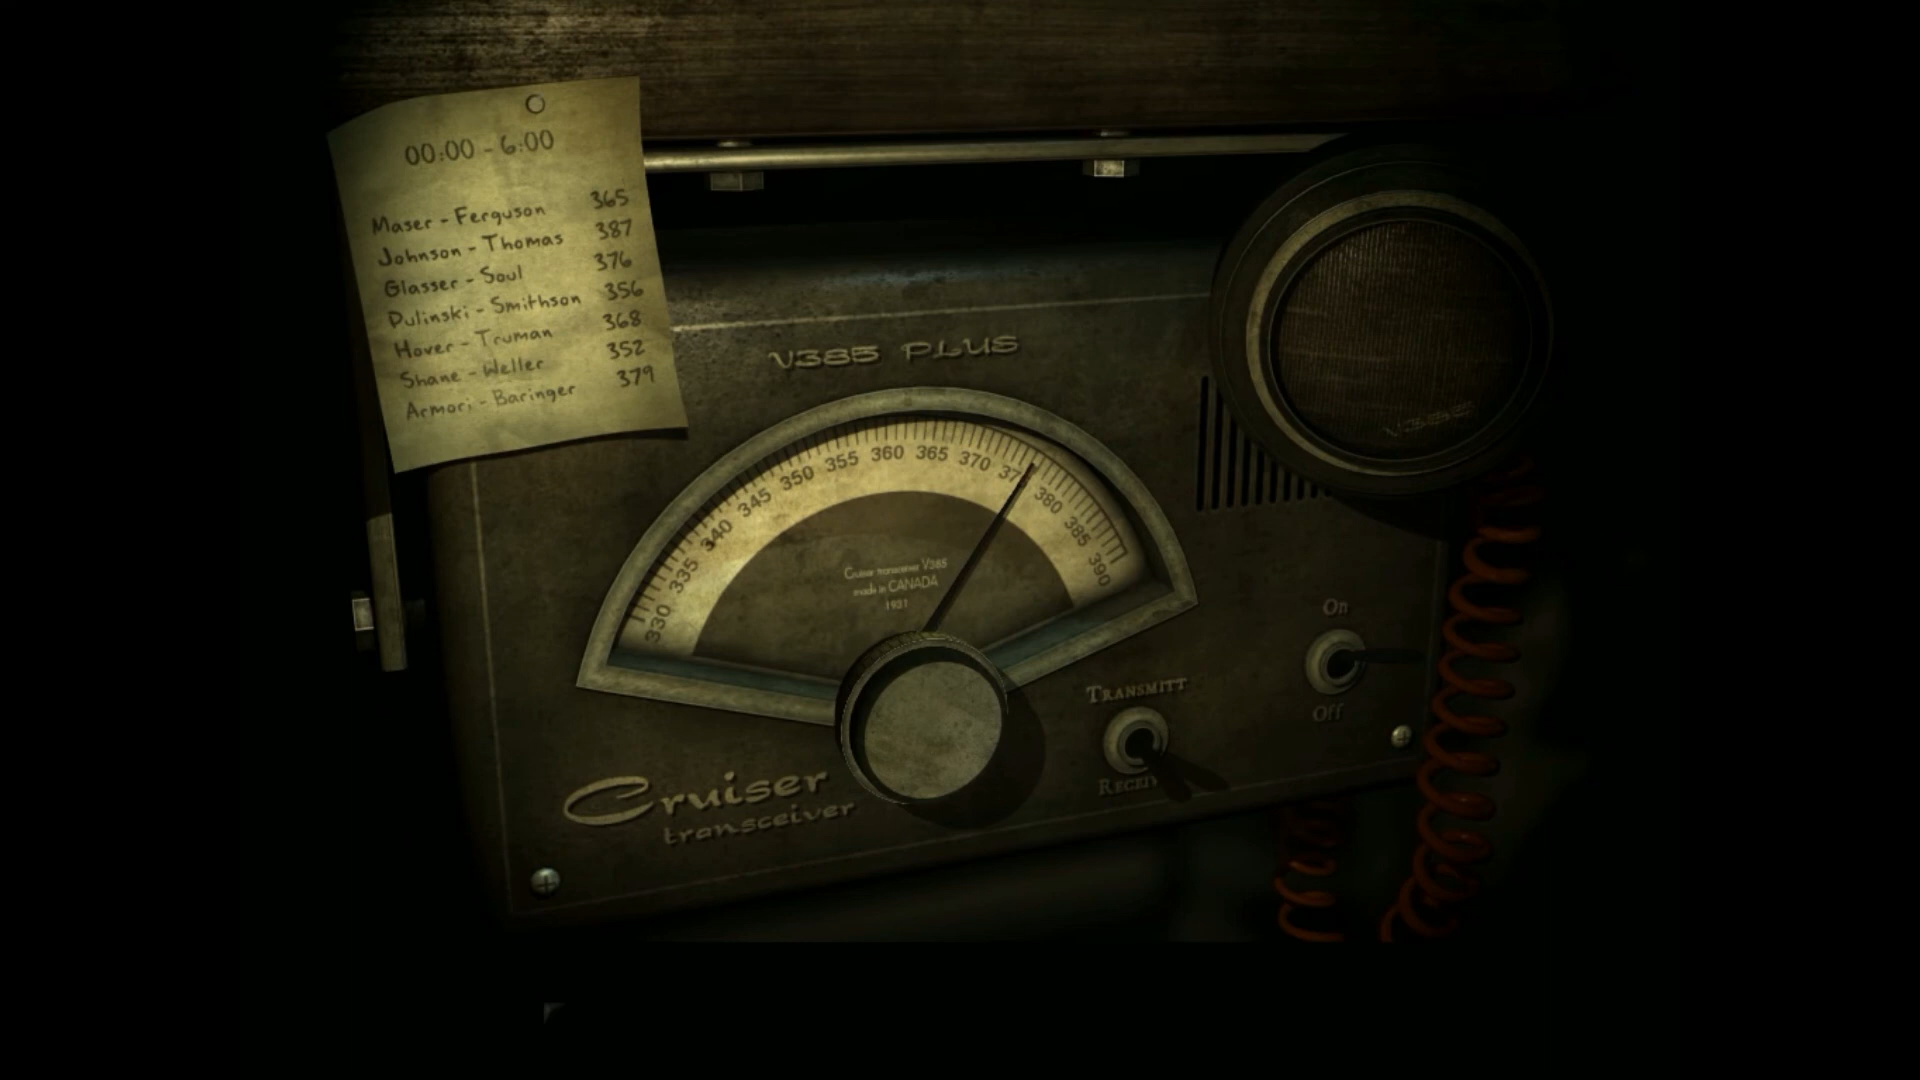 00:00 - 6:00
Maser - Ferguson 365
Johnson - Thomas 387
Glasser - Soul 376
Pulinski - Smithson 356
Hover - Truman 368
Shane - Weller 352
Armori - Baringer 379
V385 PLUS
330 335 340 345 350 355 360 365 370 380 385 390
Cruiser transceiver V385
made in CANADA
1931
V385
On
Off
TRANSMITT
Cruiser
transceiver